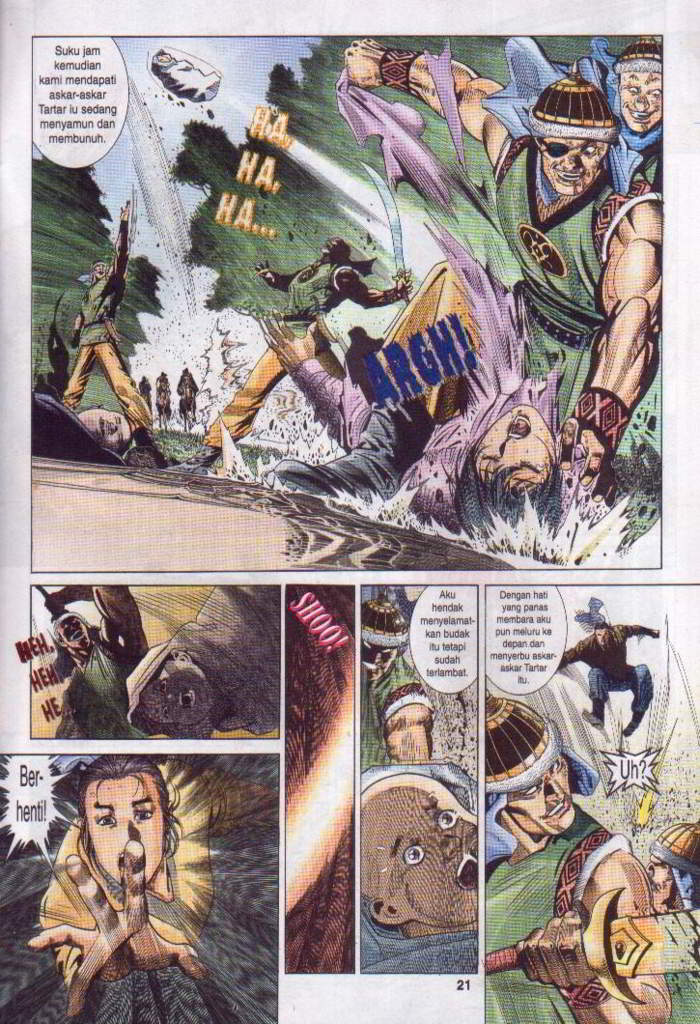 Suku jam
kemudian
kami mendapati
askar-askar
Tartar iu sedang
menyamun dan
membunuh.
HA,
HA,
HA...
ARGH!
HEH,
HEH,
HE..
SHOO!
Aku
hendak
menyelamat-
kan budak
itu tetapi
sudah
terlambat.
Dengan hati
yang panas
membara aku
pun meluru ke
depan dan
menyerbu askar-
askar Tartar
itu.
Ber-
henti!
Uh?
21